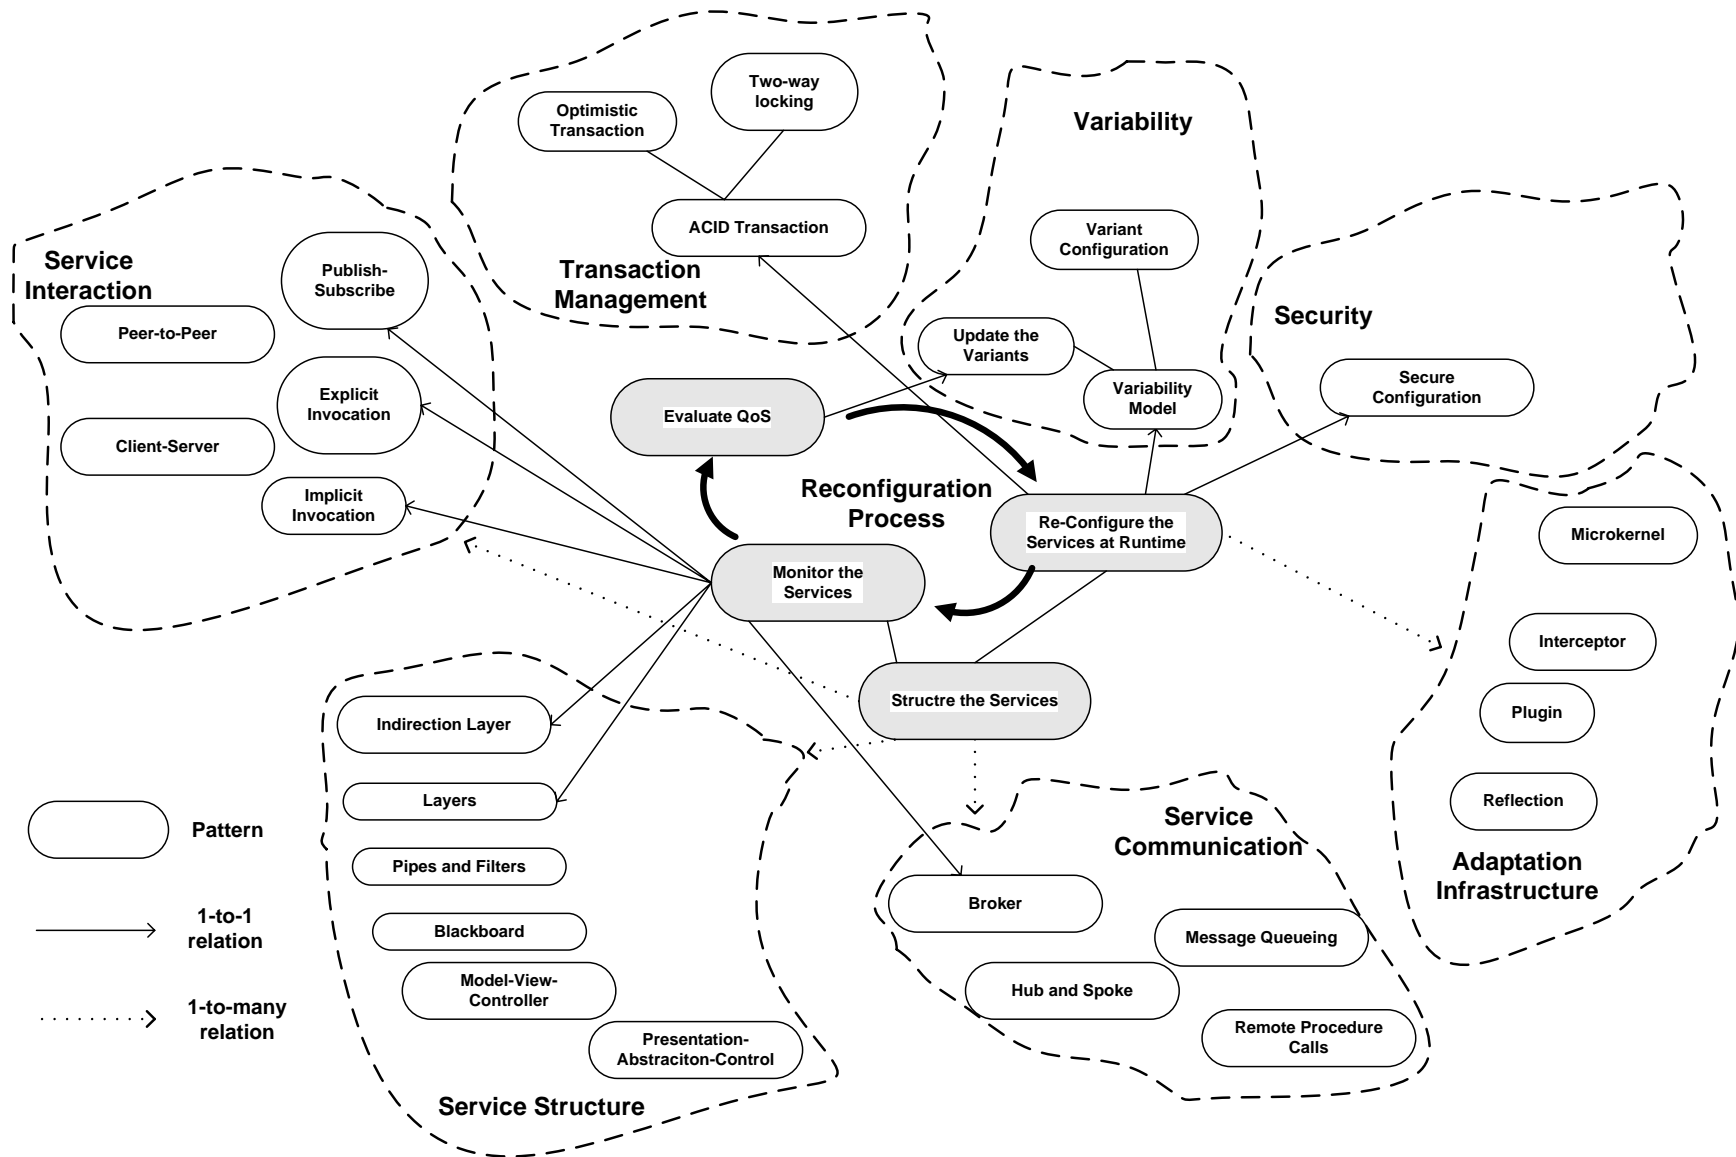 Two-way
locking
Optimistic
Transaction
ACID Transaction
Transaction
Management
Variability
Variant
Configuration
Update the
Variants
Variability
Model
Security
Secure
Configuration
Service
Interaction
Publish-
Subscribe
Peer-to-Peer
Explicit
Invocation
Client-Server
Implicit
Invocation
Evaluate QoS
Reconfiguration
Process
Re-Configure the
Services at Runtime
Monitor the
Services
Structre the Services
Microkernel
Interceptor
Plugin
Reflection
Adaptation
Infrastructure
Indirection Layer
Layers
Pipes and Filters
Blackboard
Model-View-
Controller
Presentation-
Abstraciton-Control
Service Structure
Service
Communication
Broker
Message Queueing
Hub and Spoke
Remote Procedure
Calls
Pattern
1-to-1
relation
1-to-many
relation